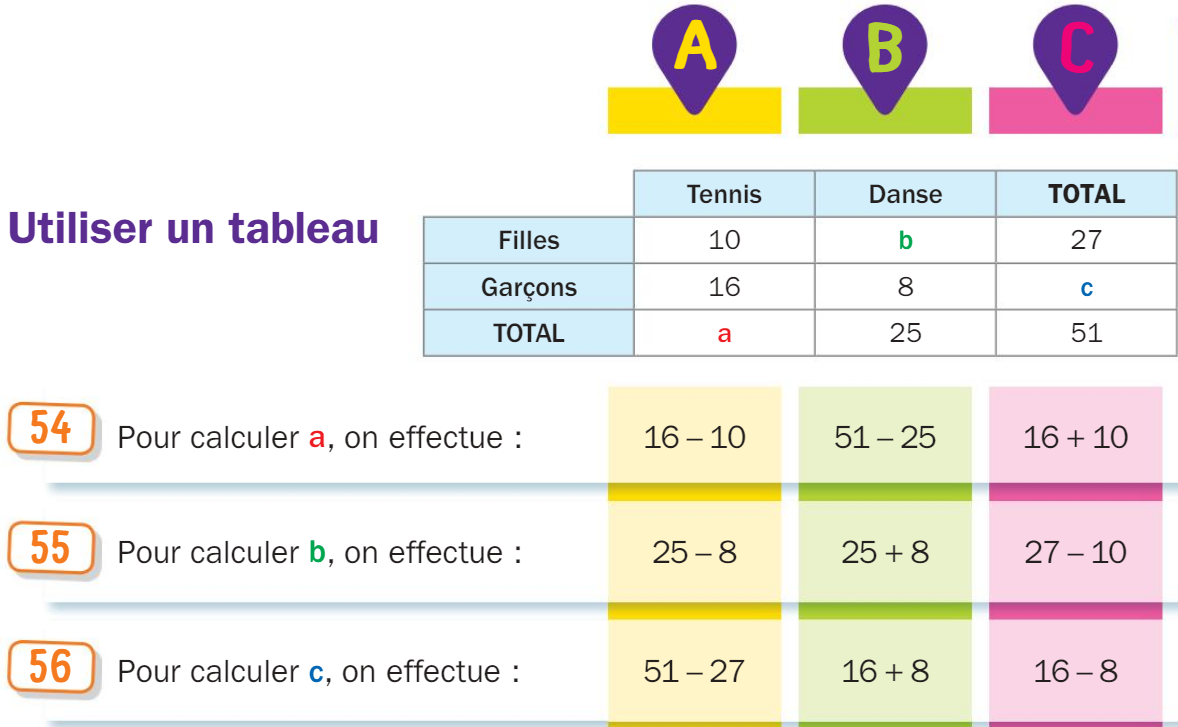 A B C
Utiliser un tableau
Tennis Danse TOTAL
Filles 10 b 27
Garçons 16 8 c
TOTAL a 25 51
54 Pour calculer a, on effectue : 16 – 10 51 – 25 16 + 10
55 Pour calculer b, on effectue : 25 – 8 25 + 8 27 – 10
56 Pour calculer c, on effectue : 51 – 27 16 + 8 16 – 8